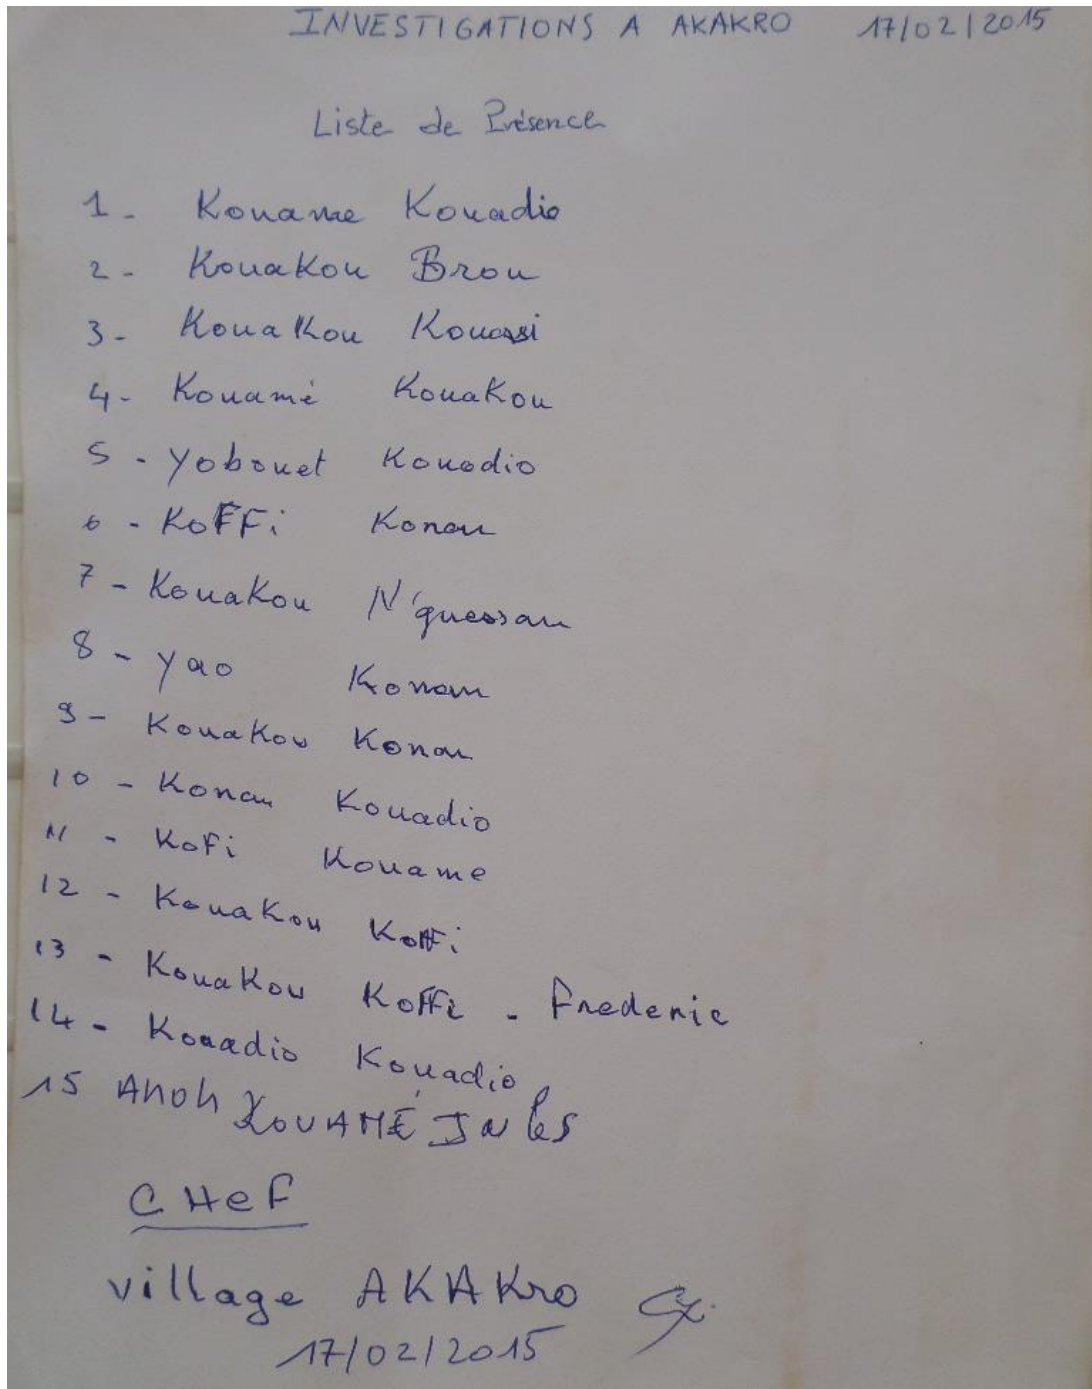 INVESTIGATIONS A AKAKRO 17/02/2015
Liste de Présence
1- Kouame Kouadio
2- Kouakou Brou
3- Kouakou Kouassi
4- Kouamé Kouakou
5- Yobouet Kouadio
6- KoFFi Konan
7- Kouakou N'guessan
8- Yao Konan
9- Kouakou Konan
10- Konan Kouadio
11- KoFi Kouame
12- Kouakou Koffi
13- Kouakou Koffi - Frederic
14- Kouadio Kouadio
15 ANOH KOUAMÉ Jules
CHeF
village AKAKro
17/02/2015